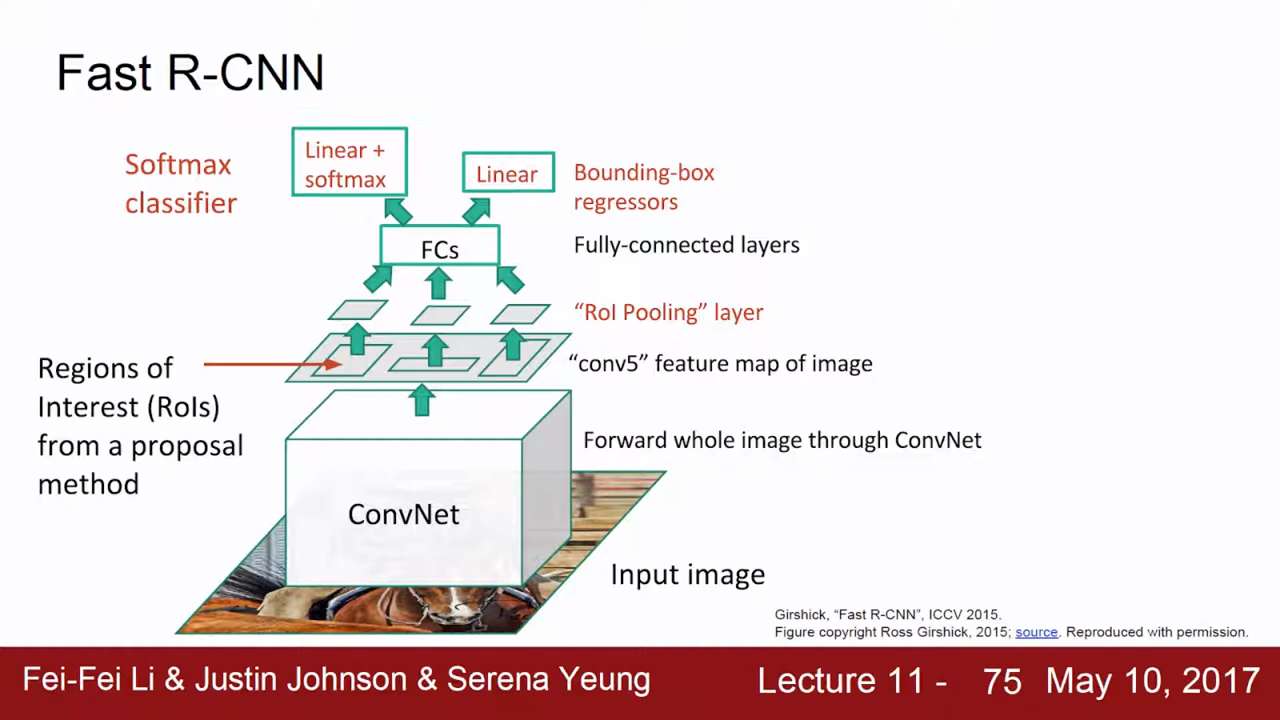 Fast R-CNN
Softmax
classifier
Linear +
softmax
Linear
Bounding-box
regressors
FCs
Fully-connected layers
“RoI Pooling” layer
Regions of
Interest (RoIs)
from a proposal
method
“conv5” feature map of image
Forward whole image through ConvNet
ConvNet
Input image
Girshick, “Fast R-CNN”, ICCV 2015.
Figure copyright Ross Girshick, 2015; source. Reproduced with permission.
Fei-Fei Li & Justin Johnson & Serena Yeung
Lecture 11 - 75 May 10, 2017